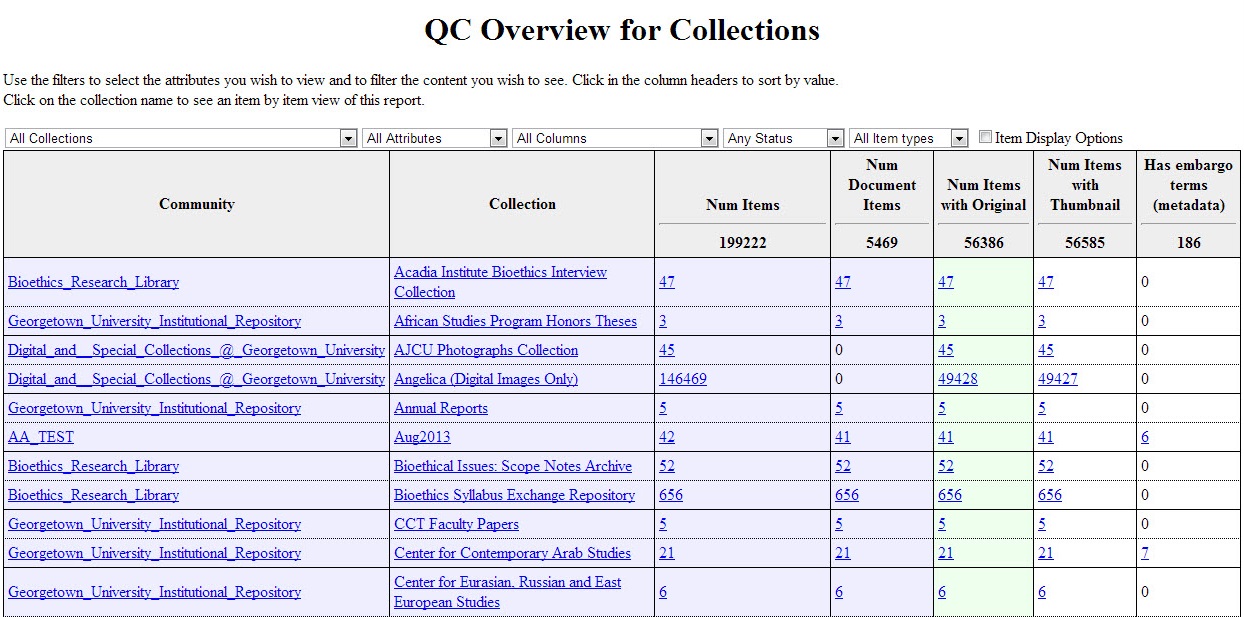 QC Overview for Collections
Use the filters to select the attributes you wish to view and to filter the content you wish to see. Click in the column headers to sort by value.
Click on the collection name to see an item by item view of this report.
All Collections All Attributes All Columns Any Status All Item types Item Display Options
Community Collection Num Items Num Document Items Num Items with Original Num Items with Thumbnail Has embargo terms (metadata)
199222 5469 56386 56585 186
Bioethics_Research_Library Acadia Institute Bioethics Interview Collection 47 47 47 47 0
Georgetown_University_Institutional_Repository African Studies Program Honors Theses 3 3 3 3 0
Digital_and__Special_Collections_@_Georgetown_University AJCU Photographs Collection 45 0 45 45 0
Digital_and__Special_Collections_@_Georgetown_University Angelica (Digital Images Only) 146469 0 49428 49427 0
Georgetown_University_Institutional_Repository Annual Reports 5 5 5 5 0
AA_TEST Aug2013 42 41 41 41 6
Bioethics_Research_Library Bioethical Issues: Scope Notes Archive 52 52 52 52 0
Bioethics_Research_Library Bioethics Syllabus Exchange Repository 656 656 656 656 0
Georgetown_University_Institutional_Repository CCT Faculty Papers 5 5 5 5 0
Georgetown_University_Institutional_Repository Center for Contemporary Arab Studies 21 21 21 21 7
Georgetown_University_Institutional_Repository Center for Eurasian, Russian and East European Studies 6 6 6 6 0